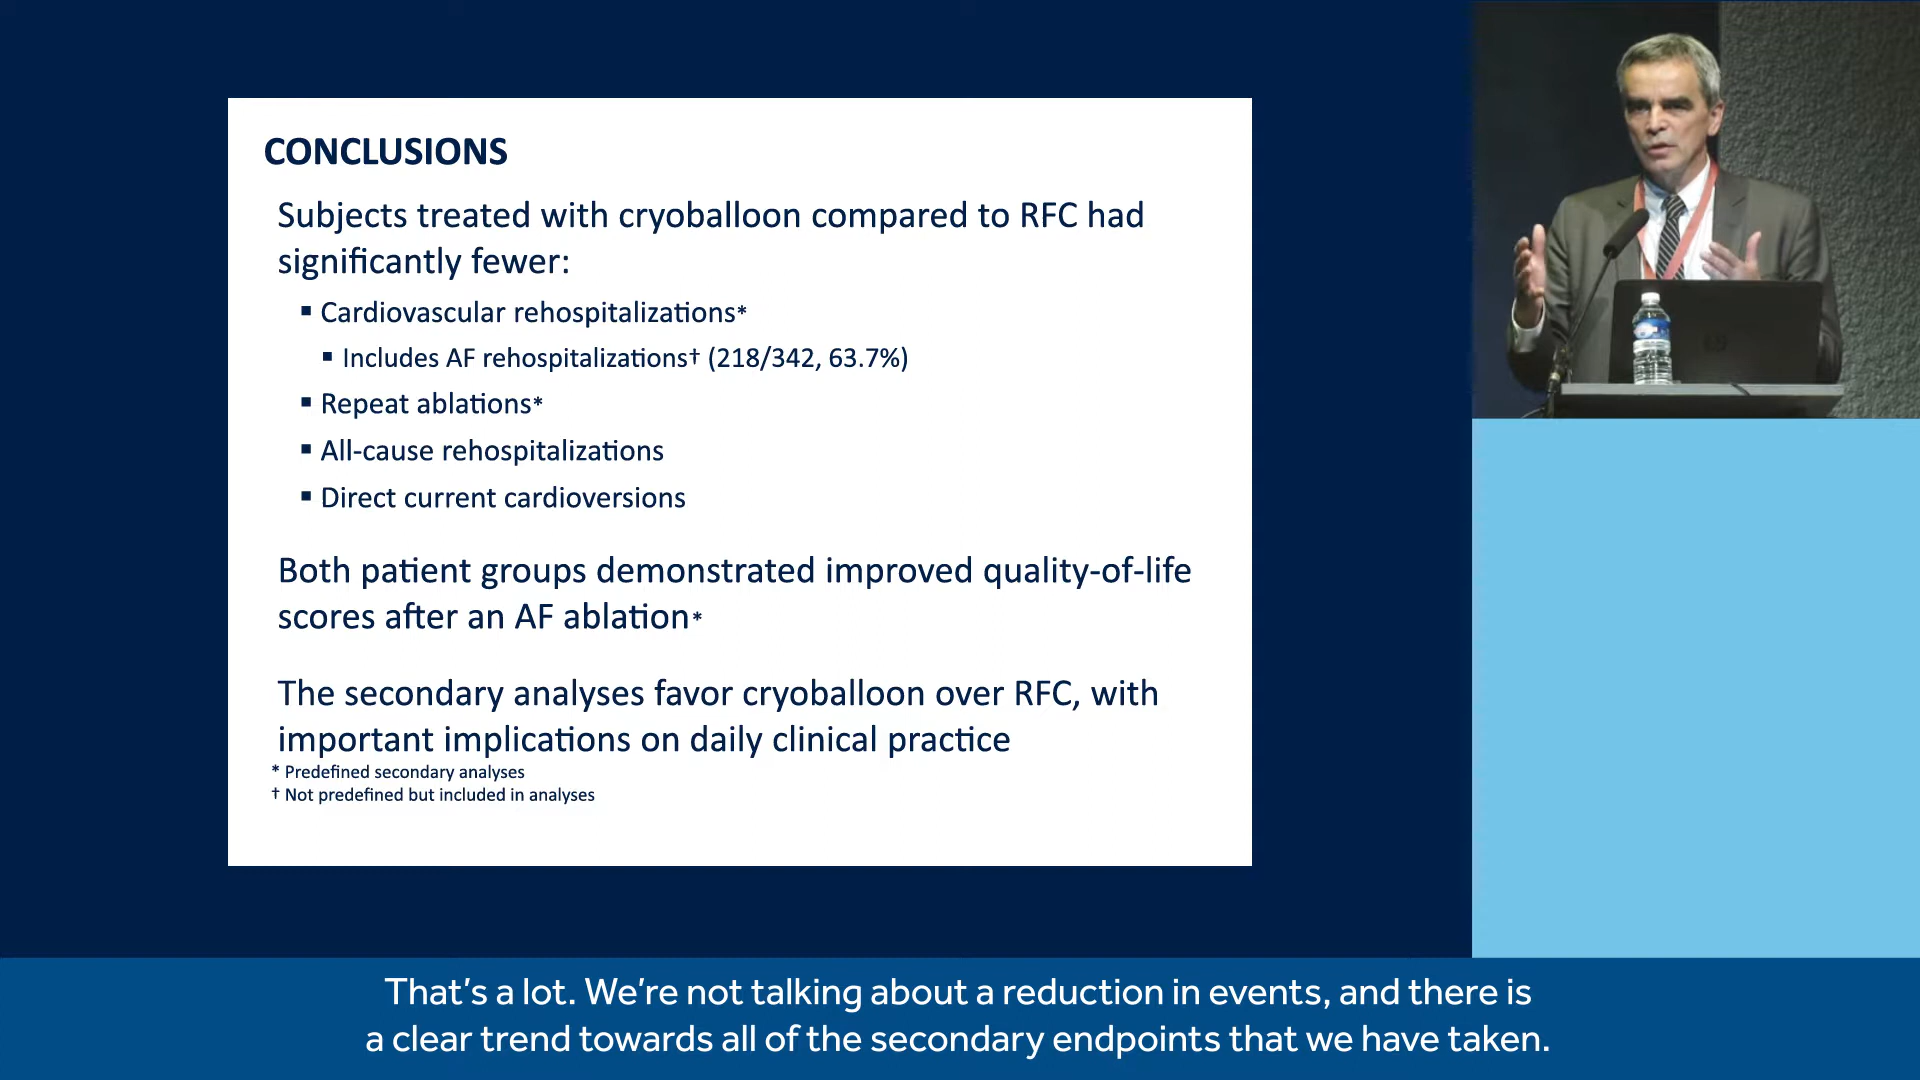 CONCLUSIONS
Subjects treated with cryoballoon compared to RFC had
significantly fewer:
▪ Cardiovascular rehospitalizations*
▪ Includes AF rehospitalizations† (218/342, 63.7%)
▪ Repeat ablations*
▪ All-cause rehospitalizations
▪ Direct current cardioversions
Both patient groups demonstrated improved quality-of-life
scores after an AF ablation*
The secondary analyses favor cryoballoon over RFC, with
important implications on daily clinical practice
* Predefined secondary analyses
† Not predefined but included in analyses
That's a lot. We're not talking about a reduction in events, and there is
a clear trend towards all of the secondary endpoints that we have taken.